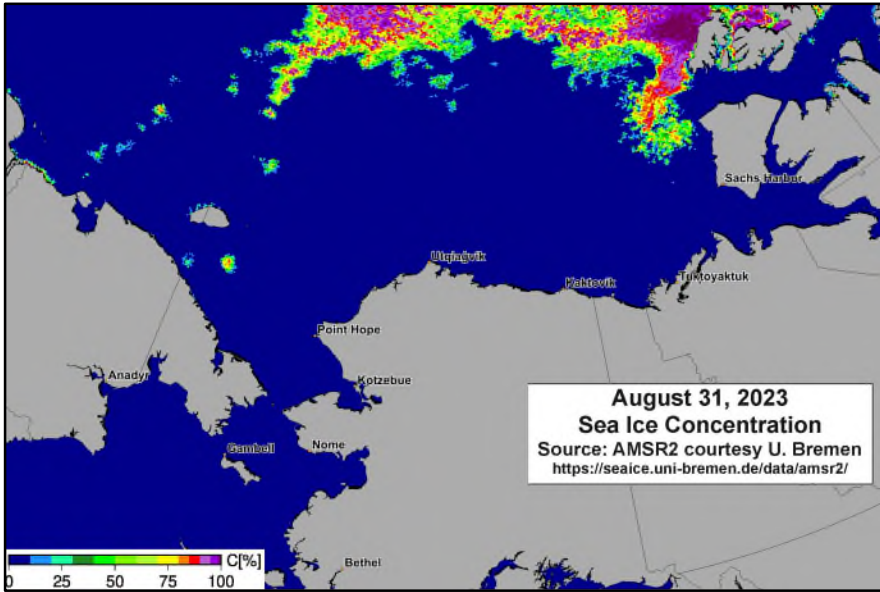 Sachs Harbor
Utqiaġvik
Kaktovik
Tuktoyaktuk
Point Hope
Anadyr
Kotzebue
Gambell
Nome
Bethel
August 31, 2023
Sea Ice Concentration
Source: AMSR2 courtesy U. Bremen
https://seaice.uni-bremen.de/data/amsr2/
C[%]
0 25 50 75 100